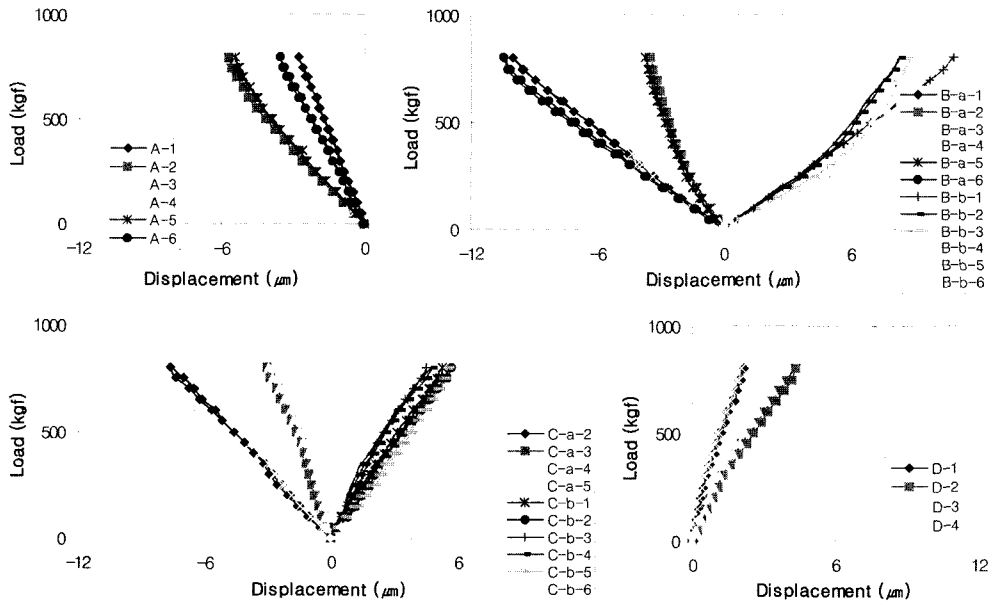 1000
500
0
-12
-6
0
Load (kgf)
Displacement (㎛)
A-1
A-2
A-3
A-4
A-5
A-6
1000
500
0
-12
-6
0
6
Load (kgf)
Displacement (㎛)
B-a-1
B-a-2
B-a-3
B-a-4
B-a-5
B-a-6
B-b-1
B-b-2
B-b-3
B-b-4
B-b-5
B-b-6
1000
500
0
-12
-6
0
6
Load (kgf)
Displacement (㎛)
C-a-2
C-a-3
C-a-4
C-a-5
C-b-1
C-b-2
C-b-3
C-b-4
C-b-5
C-b-6
1000
500
0
0
6
12
Load (kgf)
Displacement (㎛)
D-1
D-2
D-3
D-4